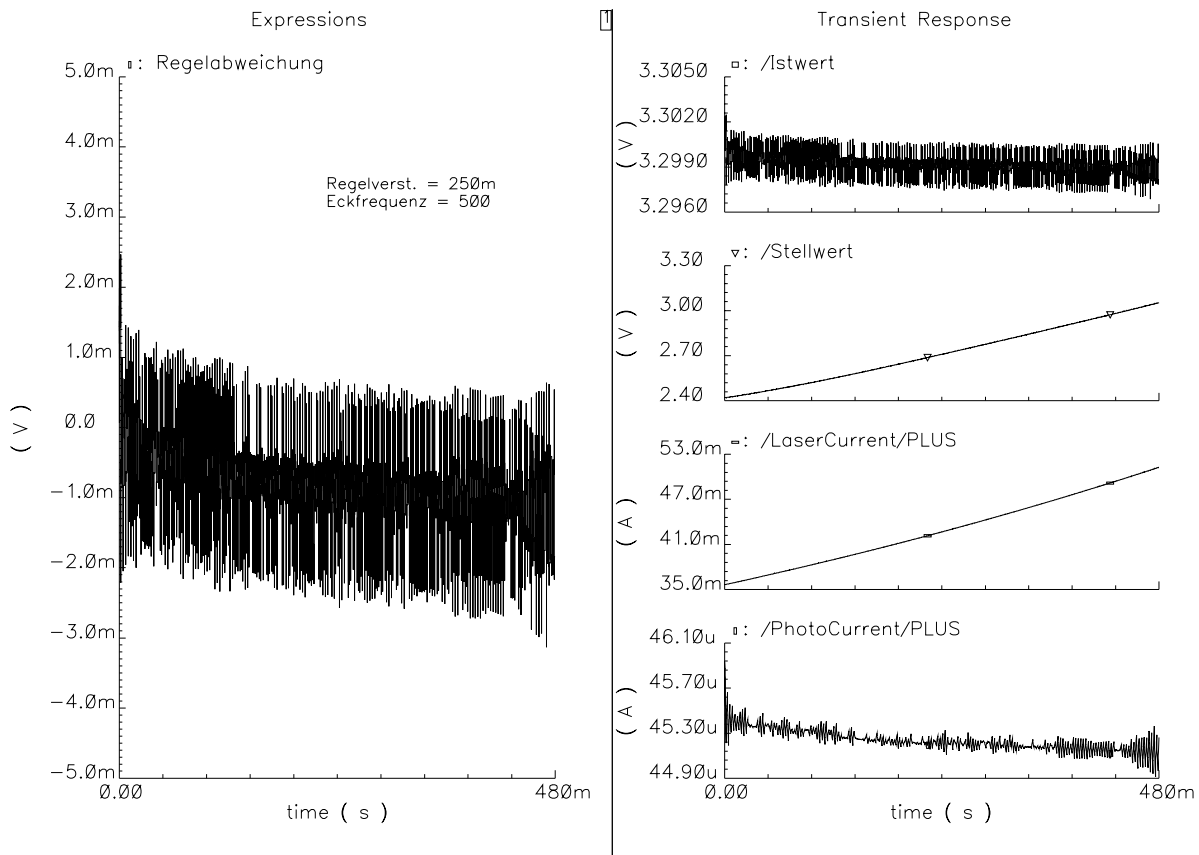 Expressions
▯: Regelabweichung
5.0m
4.0m
3.0m
2.0m
1.0m
0.0
−1.0m
−2.0m
−3.0m
−4.0m
−5.0m
( V )
Regelverst. = 250m
Eckfrequenz = 500
0.00
480m
time ( s )
1
Transient Response
▭: /Istwert
3.3050
3.3020
3.2990
3.2960
( V )
▽: /Stellwert
3.30
3.00
2.70
2.40
( V )
▭: /LaserCurrent/PLUS
53.0m
47.0m
41.0m
35.0m
( A )
▯: /PhotoCurrent/PLUS
46.10u
45.70u
45.30u
44.90u
( A )
0.00
480m
time ( s )